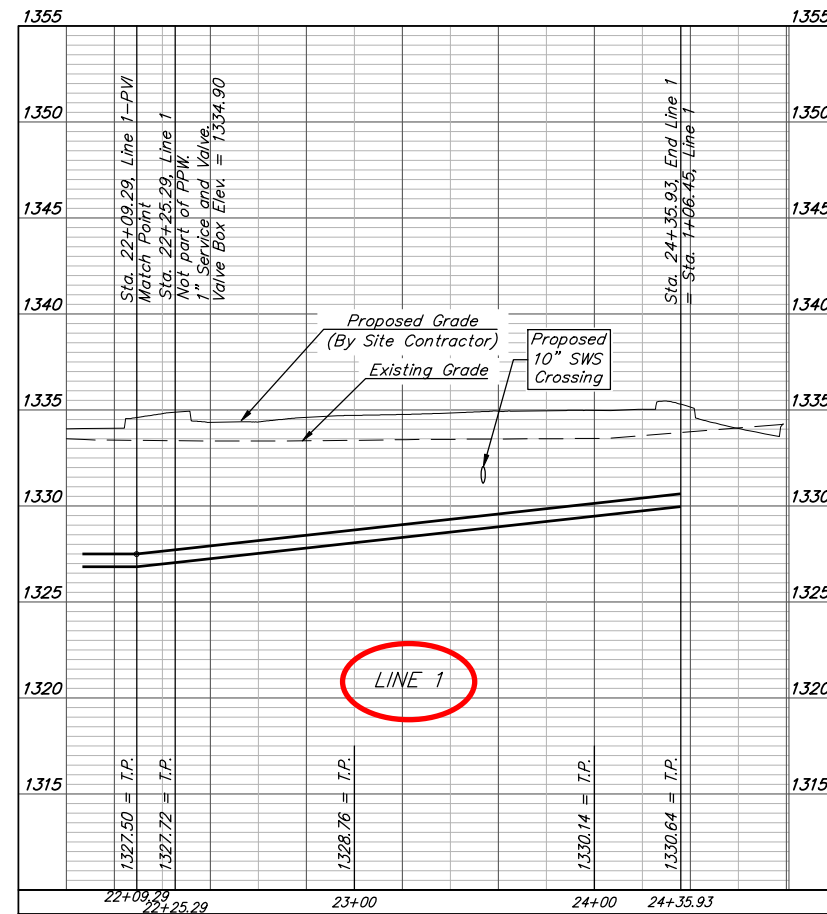 1355
1355
1350
1350
1345
1345
1340
1340
1335
1335
1330
1330
1325
1325
1320
1320
1315
1315
Sta. 22+09.29, Line 1-PVI
Match Point
Sta. 22+25.29, Line 1
Not part of PPW.
1" Service and Valve.
Valve Box Elev. = 1334.90
Sta. 24+35.93, End Line 1
= Sta. 1+06.45, Line 1
Proposed Grade
(By Site Contractor)
Existing Grade
Proposed
10" SWS
Crossing
LINE 1
1327.50 = T.P.
1327.72 = T.P.
1328.76 = T.P.
1330.14 = T.P.
1330.64 = T.P.
22+09.29
22+25.29
23+00
24+00
24+35.93